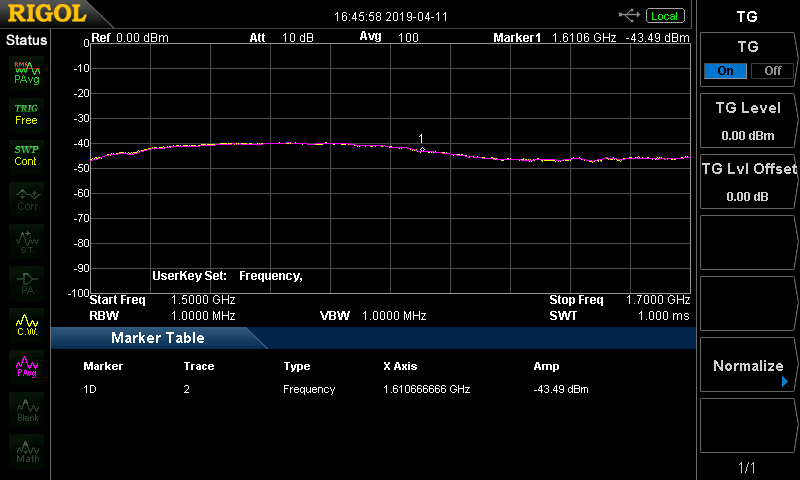 RIGOL
16:45:58 2019-04-11
Local
TG
Status
Ref 0.00 dBm Att 10 dB Avg 100 Marker1 1.6106 GHz -43.49 dBm
RMS
PAvg
TRIG
Free
SWP
Cont
Corr
S.T.
PA
C.W.
PAvg
Blank
Math
0
-10
-20
-30
-40
-50
-60
-70
-80
-90
-100
1
UserKey Set: Frequency,
Start Freq 1.5000 GHz Stop Freq 1.7000 GHz
RBW 1.0000 MHz VBW 1.0000 MHz SWT 1.000 ms
Marker Table
Marker Trace Type X Axis Amp
1D 2 Frequency 1.610666666 GHz -43.49 dBm
TG
On Off
TG Level
0.00 dBm
TG Lvl Offset
0.00 dB
Normalize
1/1